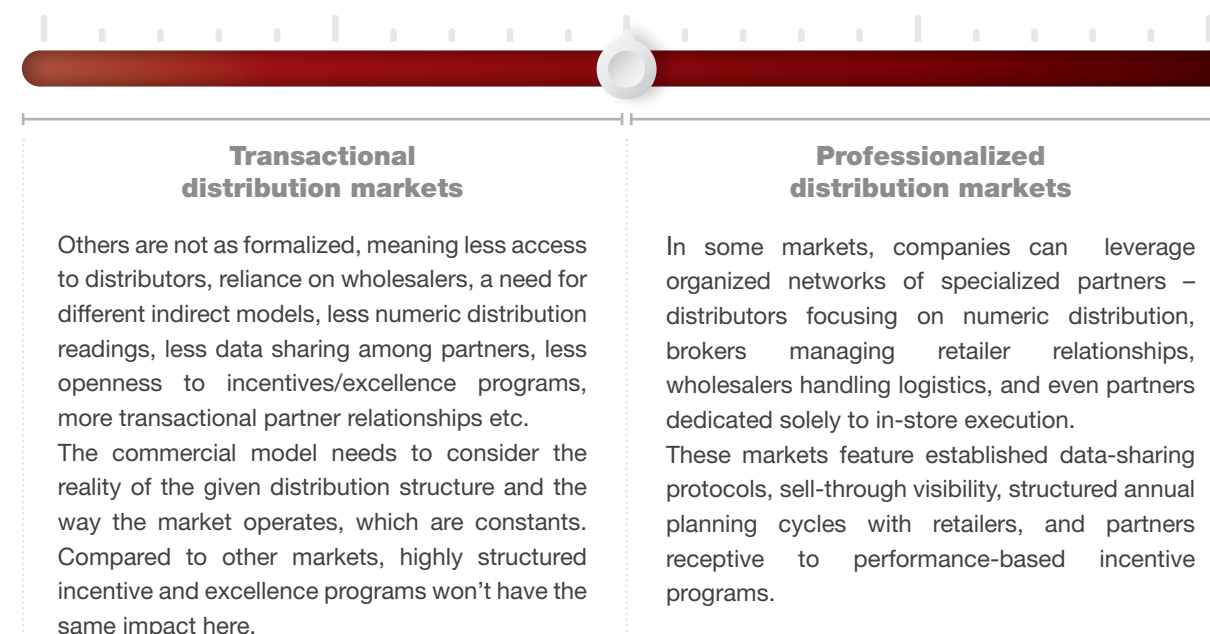 Transactional
distribution markets
Others are not as formalized, meaning less access
to distributors, reliance on wholesalers, a need for
different indirect models, less numeric distribution
readings, less data sharing among partners, less
openness to incentives/excellence programs,
more transactional partner relationships etc.
The commercial model needs to consider the
reality of the given distribution structure and the
way the market operates, which are constants.
Compared to other markets, highly structured
incentive and excellence programs won’t have the
same impact here.
Professionalized
distribution markets
In some markets, companies can leverage
organized networks of specialized partners –
distributors focusing on numeric distribution,
brokers managing retailer relationships,
wholesalers handling logistics, and even partners
dedicated solely to in-store execution.
These markets feature established data-sharing
protocols, sell-through visibility, structured annual
planning cycles with retailers, and partners
receptive to performance-based incentive
programs.